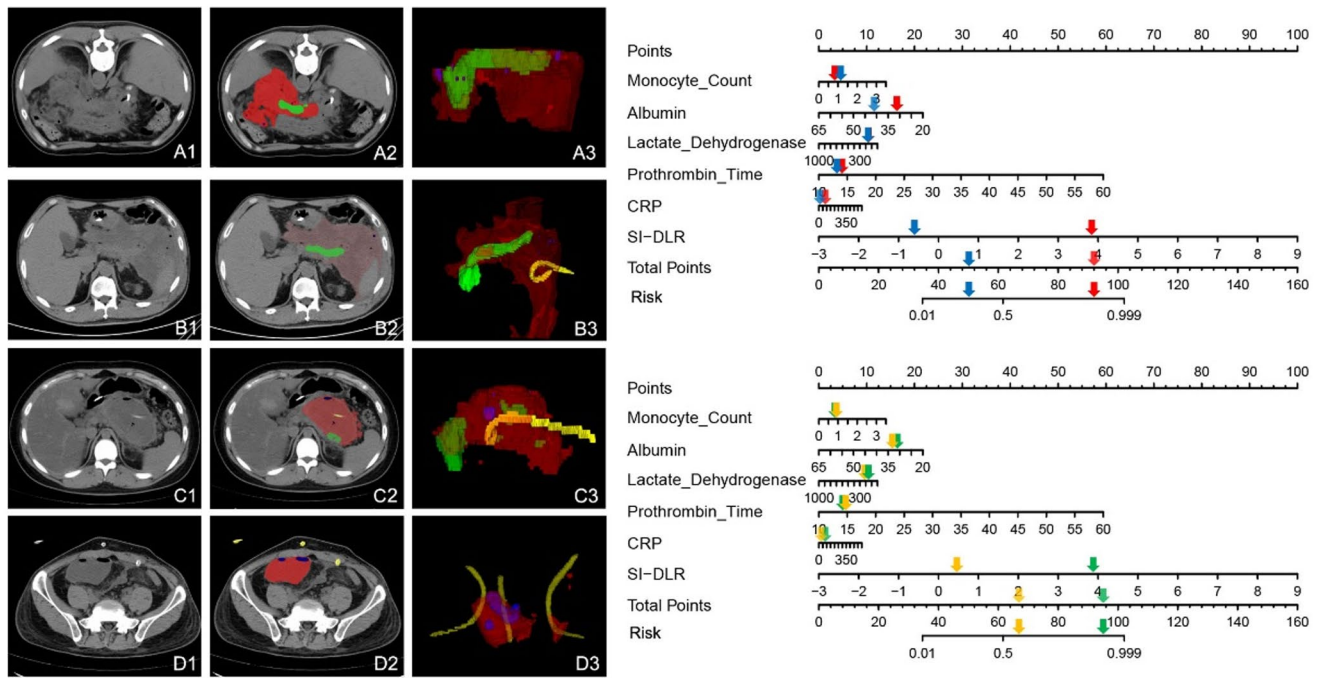 A1 A2 A3
B1 B2 B3
C1 C2 C3
D1 D2 D3
Points
0 10 20 30 40 50 60 70 80 90 100
Monocyte_Count
0 1 2 3
Albumin
65 50 35 20
Lactate_Dehydrogenase
1000 300
Prothrombin_Time
10 15 20 25 30 35 40 45 50 55 60
CRP
0 350
SI-DLR
−3 −2 −1 0 1 2 3 4 5 6 7 8 9
Total Points
0 20 40 60 80 100 120 140 160
Risk
0.01 0.5 0.999
Points
0 10 20 30 40 50 60 70 80 90 100
Monocyte_Count
0 1 2 3
Albumin
65 50 35 20
Lactate_Dehydrogenase
1000 300
Prothrombin_Time
10 15 20 25 30 35 40 45 50 55 60
CRP
0 350
SI-DLR
−3 −2 −1 0 1 2 3 4 5 6 7 8 9
Total Points
0 20 40 60 80 100 120 140 160
Risk
0.01 0.5 0.999